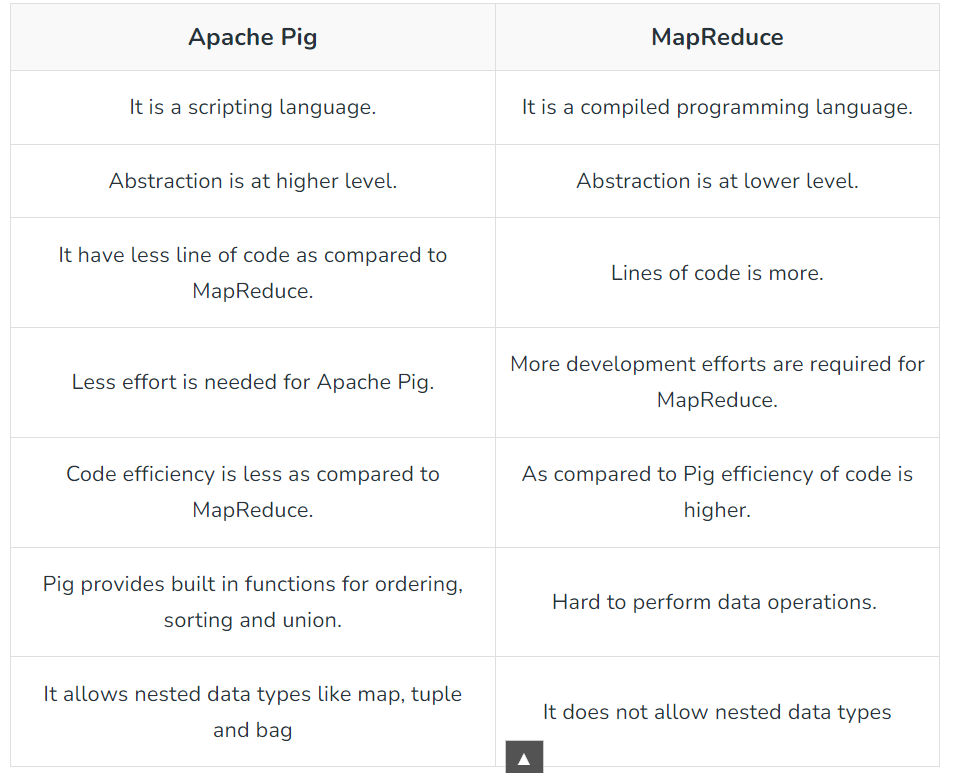 Apache Pig
MapReduce
It is a scripting language.
It is a compiled programming language.
Abstraction is at higher level.
Abstraction is at lower level.
It have less line of code as compared to
MapReduce.
Lines of code is more.
Less effort is needed for Apache Pig.
More development efforts are required for
MapReduce.
Code efficiency is less as compared to
MapReduce.
As compared to Pig efficiency of code is
higher.
Pig provides built in functions for ordering,
sorting and union.
Hard to perform data operations.
It allows nested data types like map, tuple
and bag
It does not allow nested data types